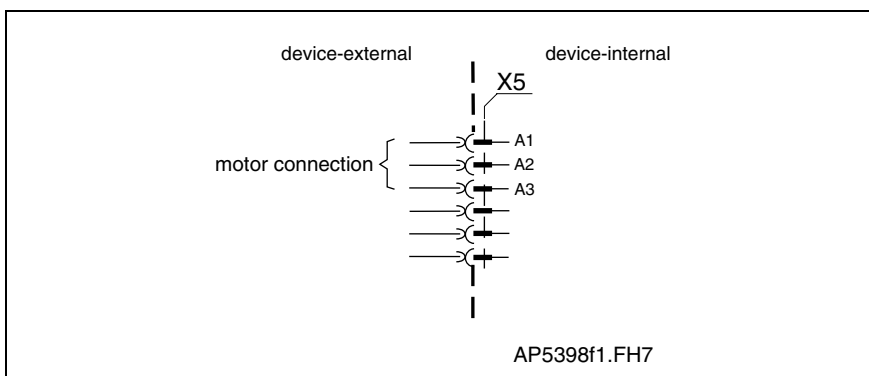 device-external
device-internal
X5
A1
motor connection
A2
A3
AP5398f1.FH7